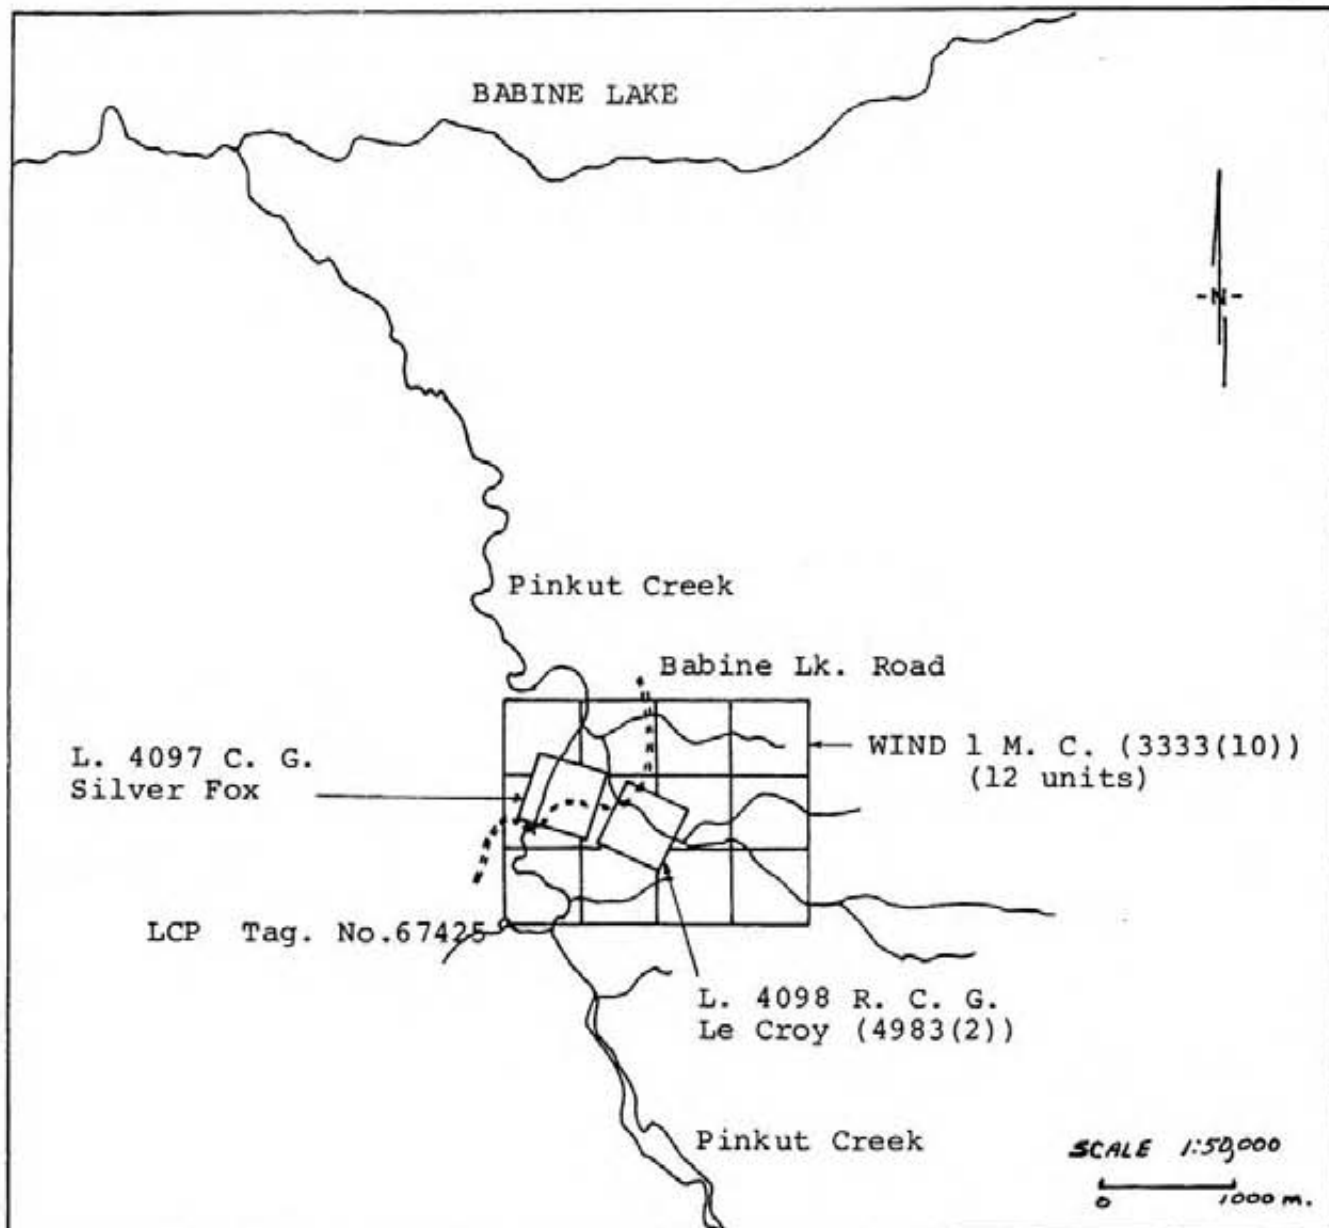 BABINE LAKE
-N-
Pinkut Creek
Babine Lk. Road
L. 4097 C. G.
Silver Fox
WIND 1 M. C. (3333(10))
(12 units)
LCP Tag. No.67425
L. 4098 R. C. G.
Le Croy (4983(2))
Pinkut Creek
SCALE 1:50,000
0 1000 m.